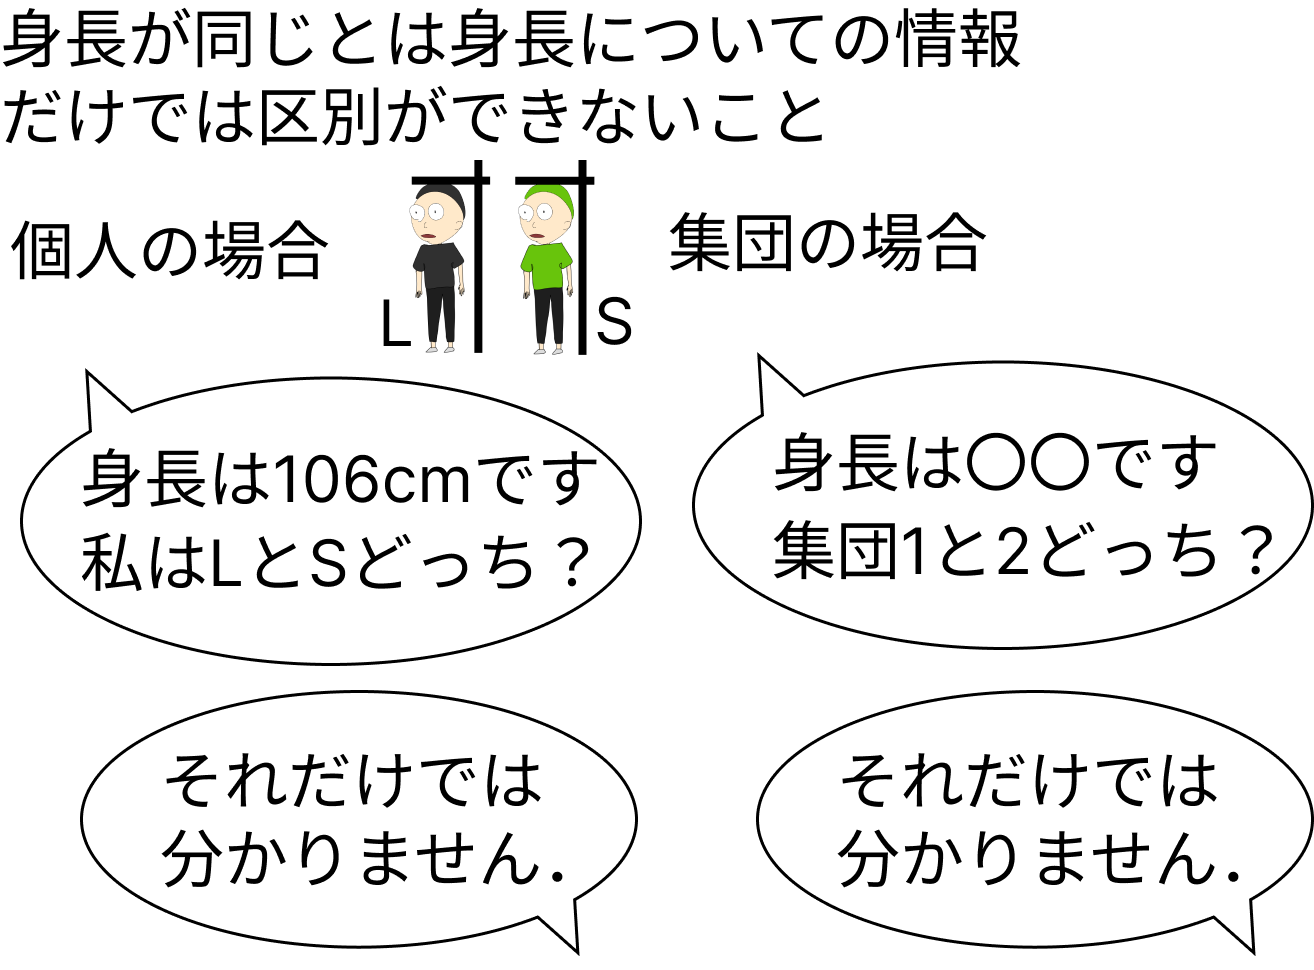 身長が同じとは身長についての情報
だけでは区別ができないこと
個人の場合
L
S
集団の場合
身長は106cmです
私はLとSどっち？
身長は〇〇です
集団1と2どっち？
それだけでは
分かりません．
それだけでは
分かりません．